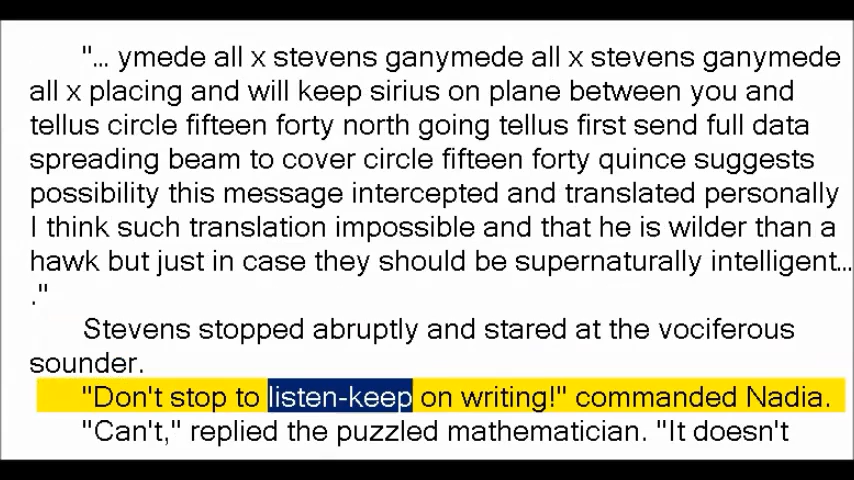 "... ymede all x stevens ganymede all x stevens ganymede
all x placing and will keep sirius on plane between you and
tellus circle fifteen forty north going tellus first send full data
spreading beam to cover circle fifteen forty quince suggests
possibility this message intercepted and translated personally
I think such translation impossible and that he is wilder than a
hawk but just in case they should be supernaturally intelligent...
."
Stevens stopped abruptly and stared at the vociferous
sounder.
"Don't stop to listen-keep on writing!" commanded Nadia.
"Can't," replied the puzzled mathematician. "It doesn't